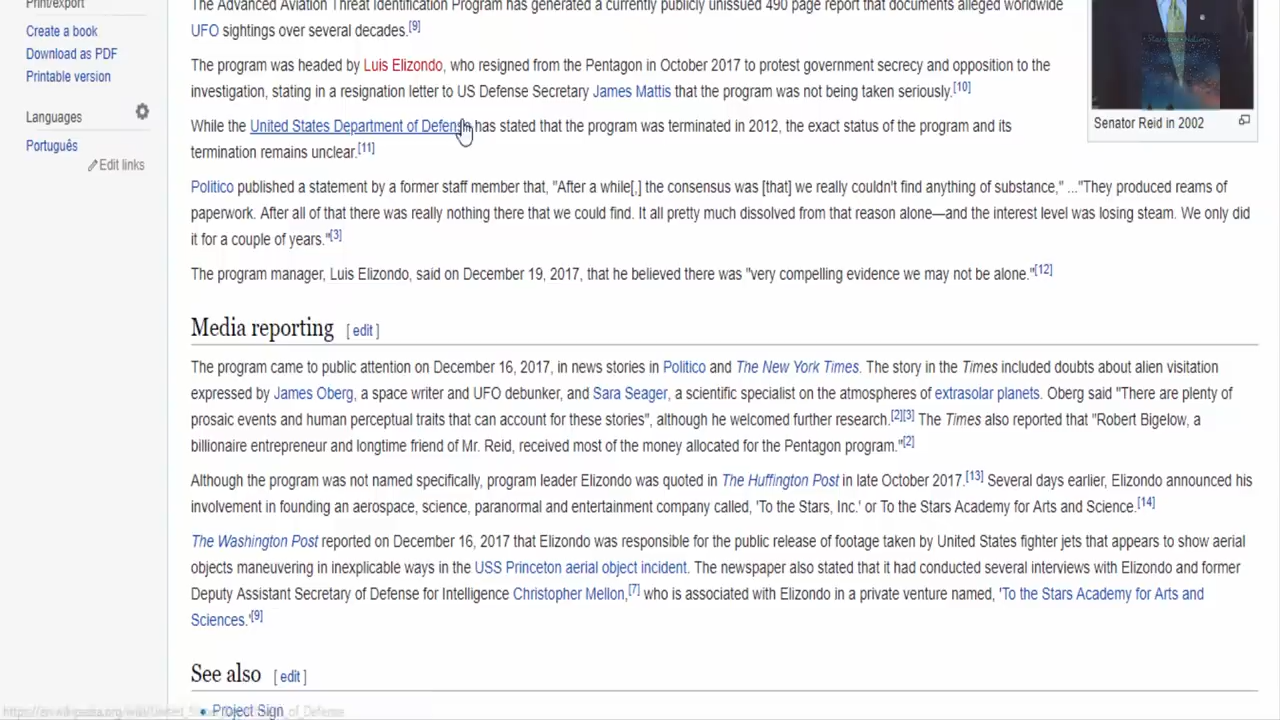 Print/export
Create a book
Download as PDF
Printable version
Languages
Português
Edit links
The Advanced Aviation Threat Identification Program has generated a currently publicly unissued 490 page report that documents alleged worldwide
UFO sightings over several decades.[9]
The program was headed by Luis Elizondo, who resigned from the Pentagon in October 2017 to protest government secrecy and opposition to the
investigation, stating in a resignation letter to US Defense Secretary James Mattis that the program was not being taken seriously.[10]
While the United States Department of Defense has stated that the program was terminated in 2012, the exact status of the program and its
termination remains unclear.[11]
Politico published a statement by a former staff member that, "After a while[,] the consensus was [that] we really couldn't find anything of substance," ..."They produced reams of
paperwork. After all of that there was really nothing there that we could find. It all pretty much dissolved from that reason alone—and the interest level was losing steam. We only did
it for a couple of years."[3]
The program manager, Luis Elizondo, said on December 19, 2017, that he believed there was "very compelling evidence we may not be alone."[12]
Senator Reid in 2002
Media reporting [ edit ]
The program came to public attention on December 16, 2017, in news stories in Politico and The New York Times. The story in the Times included doubts about alien visitation
expressed by James Oberg, a space writer and UFO debunker, and Sara Seager, a scientific specialist on the atmospheres of extrasolar planets. Oberg said "There are plenty of
prosaic events and human perceptual traits that can account for these stories", although he welcomed further research.[2][3] The Times also reported that "Robert Bigelow, a
billionaire entrepreneur and longtime friend of Mr. Reid, received most of the money allocated for the Pentagon program."[2]
Although the program was not named specifically, program leader Elizondo was quoted in The Huffington Post in late October 2017.[13] Several days earlier, Elizondo announced his
involvement in founding an aerospace, science, paranormal and entertainment company called, 'To the Stars, Inc.' or To the Stars Academy for Arts and Science.[14]
The Washington Post reported on December 16, 2017 that Elizondo was responsible for the public release of footage taken by United States fighter jets that appears to show aerial
objects maneuvering in inexplicable ways in the USS Princeton aerial object incident. The newspaper also stated that it had conducted several interviews with Elizondo and former
Deputy Assistant Secretary of Defense for Intelligence Christopher Mellon,[7] who is associated with Elizondo in a private venture named, 'To the Stars Academy for Arts and
Sciences.'[9]
See also [ edit ]
Project Sign